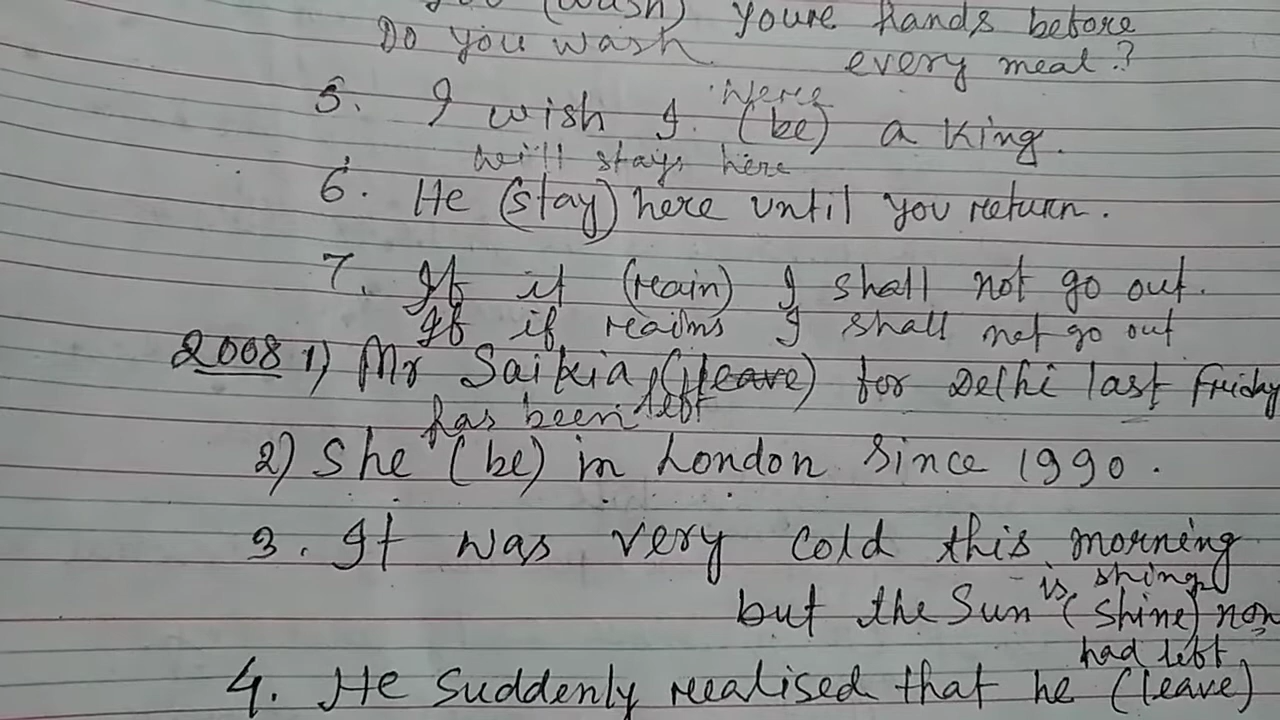 (wash) youre hands before
Do you wash every meal?
were
5. I wish I. (be) a King.
will stays here
6. He (stay) here until you return.
7. If it (rain) I shall not go out.
If if rains I shall not go out
2008 1) Mr Saikia (leave) for Delhi last Friday
has been left
2) She (be) in London since 1990.
3. It was very cold this morning
is shing
but the Sun (shine) now
had left
4. He suddenly realised that he (leave)